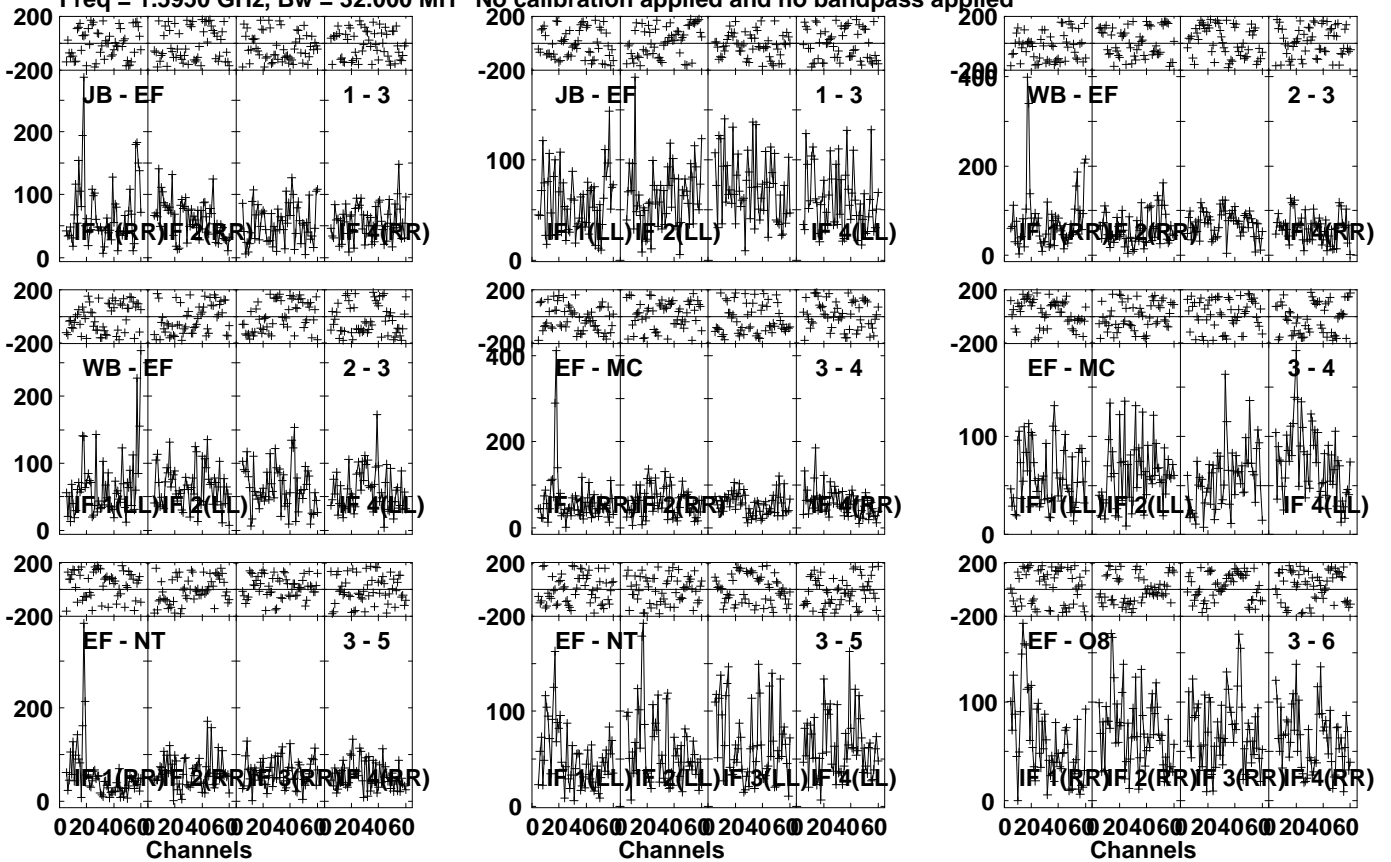 Freq = 1.5950 GHz, Bw = 32.000 MH No calibration applied and no bandpass applied
200
-200
JB - EF
1 - 3
200
100
0
IF 1(RR)
IF 2(RR)
IF 4(RR)
200
-200
JB - EF
1 - 3
100
0
IF 1(LL)
IF 2(LL)
IF 4(LL)
200
-200
400
WB - EF
2 - 3
200
0
IF 1(RR)
IF 2(RR)
IF 4(RR)
200
-200
WB - EF
2 - 3
200
100
0
IF 1(LL)
IF 2(LL)
IF 4(LL)
200
-200
400
EF - MC
3 - 4
200
0
IF 1(RR)
IF 2(RR)
IF 4(RR)
200
-200
EF - MC
3 - 4
100
0
IF 1(LL)
IF 2(LL)
IF 4(LL)
200
-200
EF - NT
3 - 5
200
0
IF 1(RR)
IF 2(RR)
IF 3(RR)
IF 4(RR)
0 20 40 60 0 20 40 60 0 20 40 60 0 20 40 60
Channels
200
-200
200
EF - NT
3 - 5
100
0
IF 1(LL)
IF 2(LL)
IF 3(LL)
IF 4(LL)
0 20 40 60 0 20 40 60 0 20 40 60 0 20 40 60
Channels
200
-200
EF - O8
3 - 6
100
0
IF 1(RR)
IF 2(RR)
IF 3(RR)
IF 4(RR)
0 20 40 60 0 20 40 60 0 20 40 60 0 20 40 60
Channels